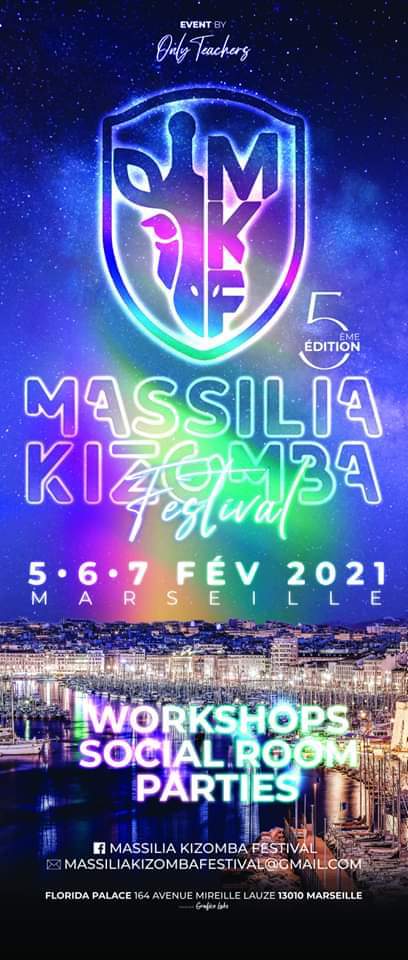 EVENT BY
Only Teachers
M
K
F
5ÈME
ÉDITION
MASSILIA
KIZOMBA
Festival
5•6•7 FÉV 2021
MARSEILLE
WORKSHOPS
SOCIAL ROOM
PARTIES
MASSILIA KIZOMBA FESTIVAL
MASSILIAKIZOMBAFESTIVAL@GMAIL.COM
FLORIDA PALACE 164 AVENUE MIREILLE LAUZE 13010 MARSEILLE